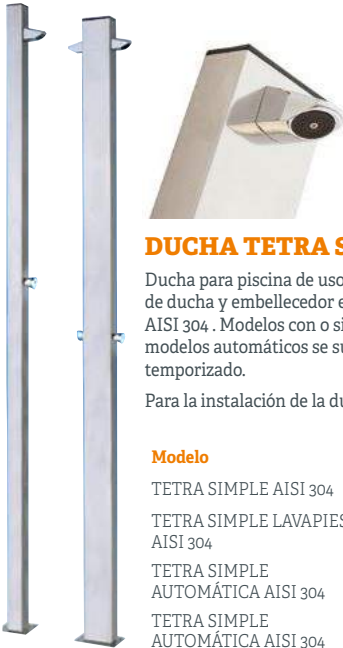 DUCHA TETRA S
Ducha para piscina de uso
de ducha y embellecedor e
AISI 304 . Modelos con o si
modelos automáticos se su
temporizado.
Para la instalación de la du
Modelo
TETRA SIMPLE AISI 304
TETRA SIMPLE LAVAPIES
AISI 304
TETRA SIMPLE
AUTOMÁTICA AISI 304
TETRA SIMPLE
AUTOMÁTICA AISI 304